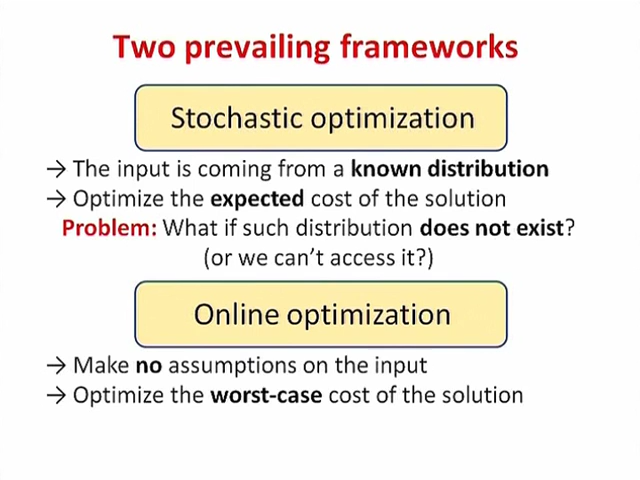 Two prevailing frameworks
Stochastic optimization
→ The input is coming from a known distribution
→ Optimize the expected cost of the solution
Problem: What if such distribution does not exist?
(or we can't access it?)
Online optimization
→ Make no assumptions on the input
→ Optimize the worst-case cost of the solution